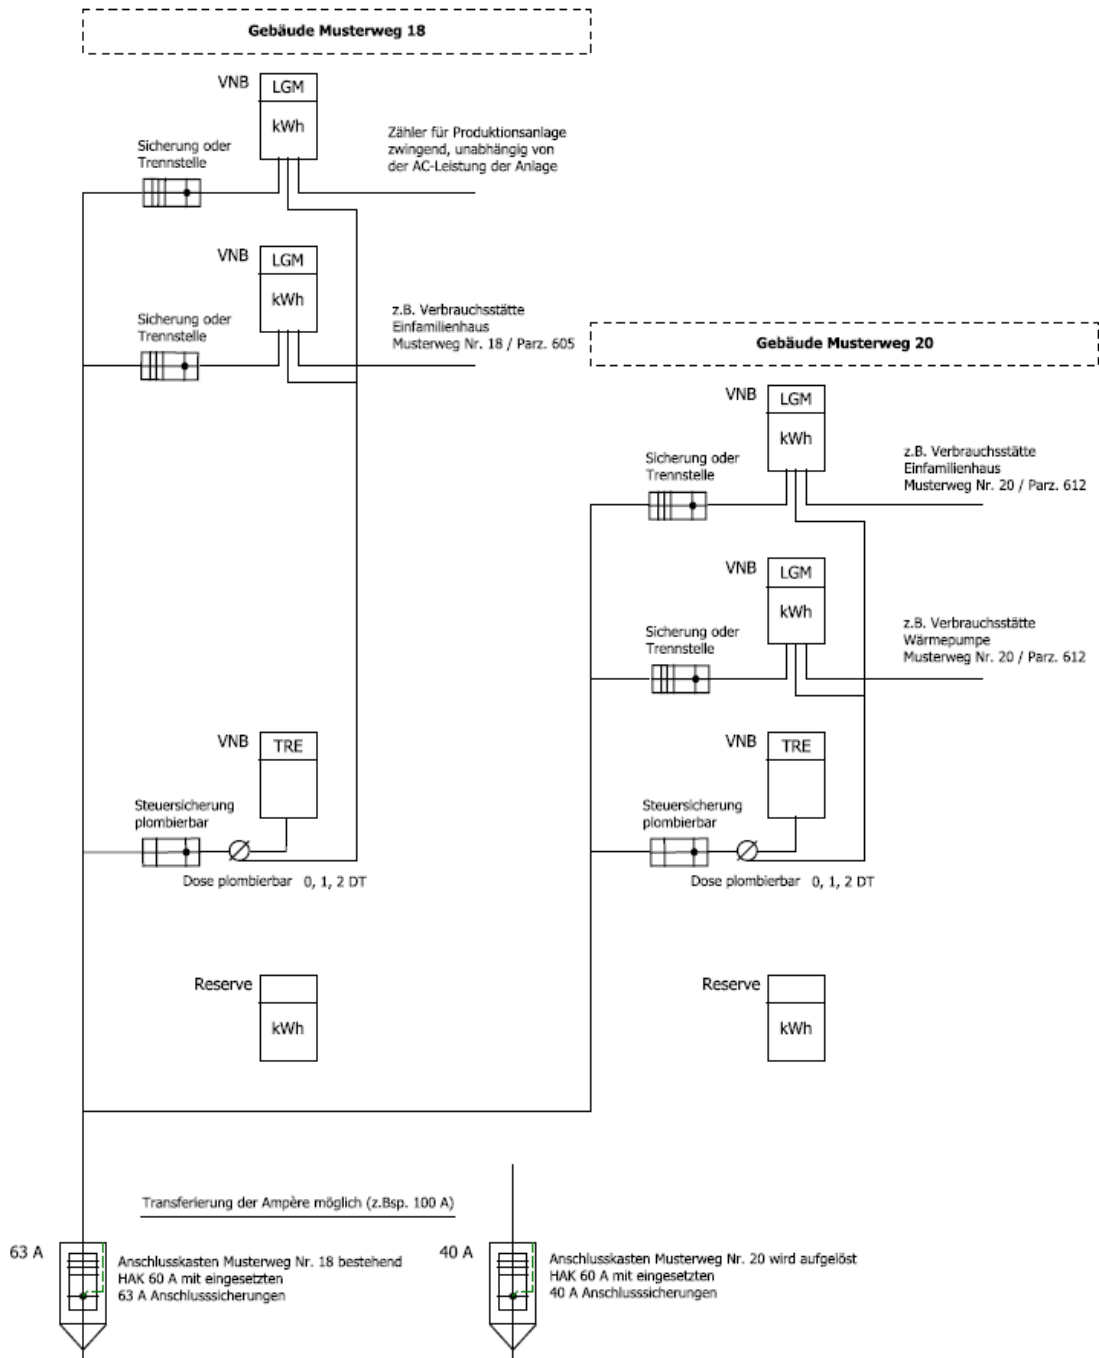 Gebäude Musterweg 18
VNB
LGM
kWh
Zähler für Produktionsanlage
zwingend, unabhängig von
der AC-Leistung der Anlage
Sicherung oder
Trennstelle
VNB
LGM
kWh
z.B. Verbrauchsstätte
Einfamilienhaus
Musterweg Nr. 18 / Parz. 605
Sicherung oder
Trennstelle
VNB
TRE
Steuersicherung
plombierbar
Dose plombierbar 0, 1, 2 DT
Reserve
kWh
Gebäude Musterweg 20
VNB
LGM
kWh
z.B. Verbrauchsstätte
Einfamilienhaus
Musterweg Nr. 20 / Parz. 612
Sicherung oder
Trennstelle
VNB
LGM
kWh
z.B. Verbrauchsstätte
Wärmepumpe
Musterweg Nr. 20 / Parz. 612
Sicherung oder
Trennstelle
VNB
TRE
Steuersicherung
plombierbar
Dose plombierbar 0, 1, 2 DT
Reserve
kWh
Transferierung der Ampère möglich (z.Bsp. 100 A)
63 A
Anschlusskasten Musterweg Nr. 18 bestehend
HAK 60 A mit eingesetzten
63 A Anschlusssicherungen
40 A
Anschlusskasten Musterweg Nr. 20 wird aufgelöst
HAK 60 A mit eingesetzten
40 A Anschlusssicherungen